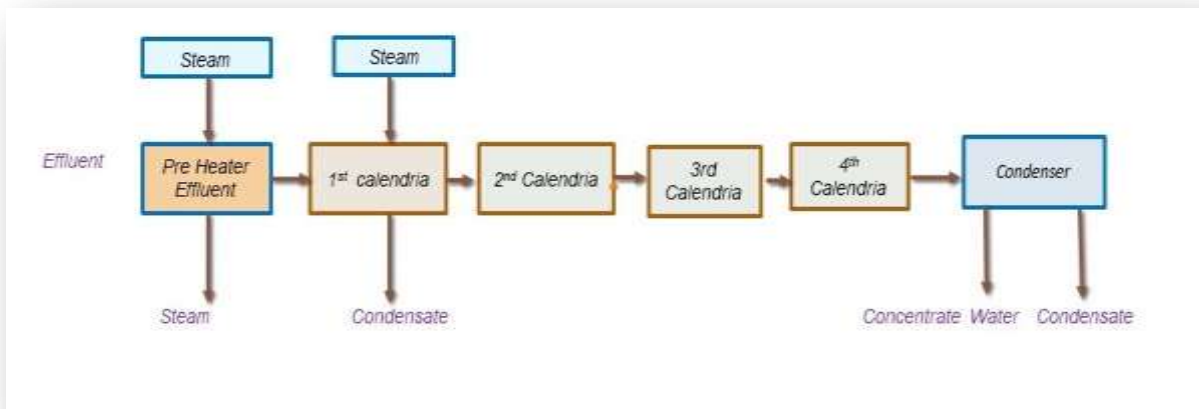 Steam
Steam
Effluent
Pre Heater
Effluent
1st calendria
2nd Calendria
3rd
Calendria
4th
Calendria
Condenser
Steam
Condensate
Concentrate Water
Condensate